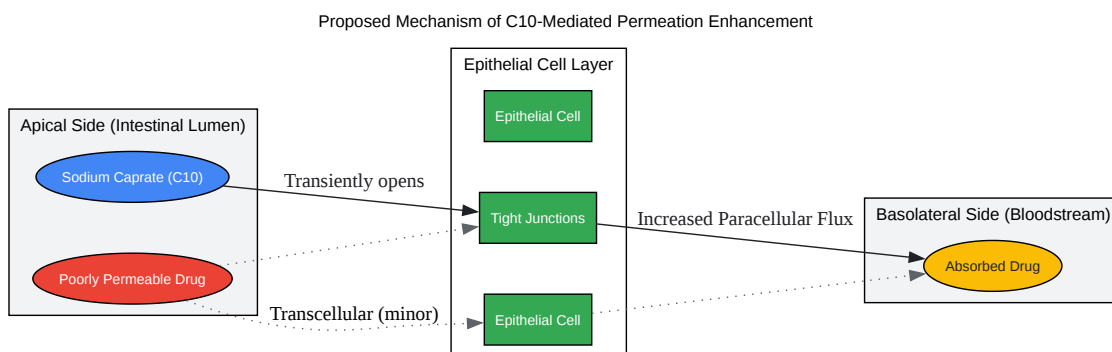 Proposed Mechanism of C10-Mediated Permeation Enhancement
Epithelial Cell Layer
Epithelial Cell
Apical Side (Intestinal Lumen)
Sodium Caprate (C10)
Transiently opens
Tight Junctions
Increased Paracellular Flux
Basolateral Side (Bloodstream)
Absorbed Drug
Poorly Permeable Drug
Transcellular (minor)
Epithelial Cell